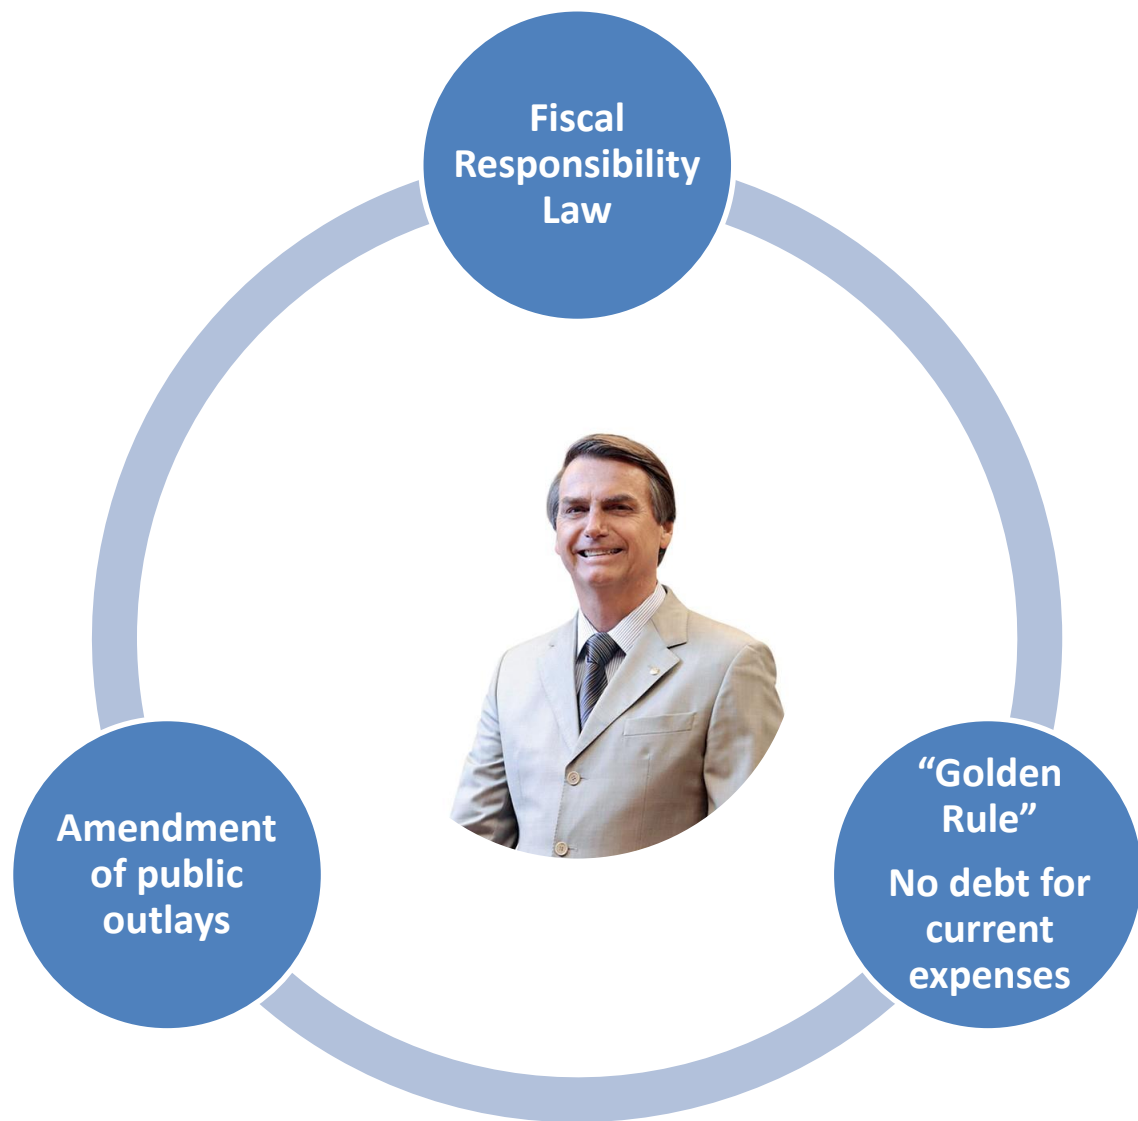 Fiscal
Responsibility
Law
“Golden
Rule”
No debt for
current
expenses
Amendment
of public
outlays